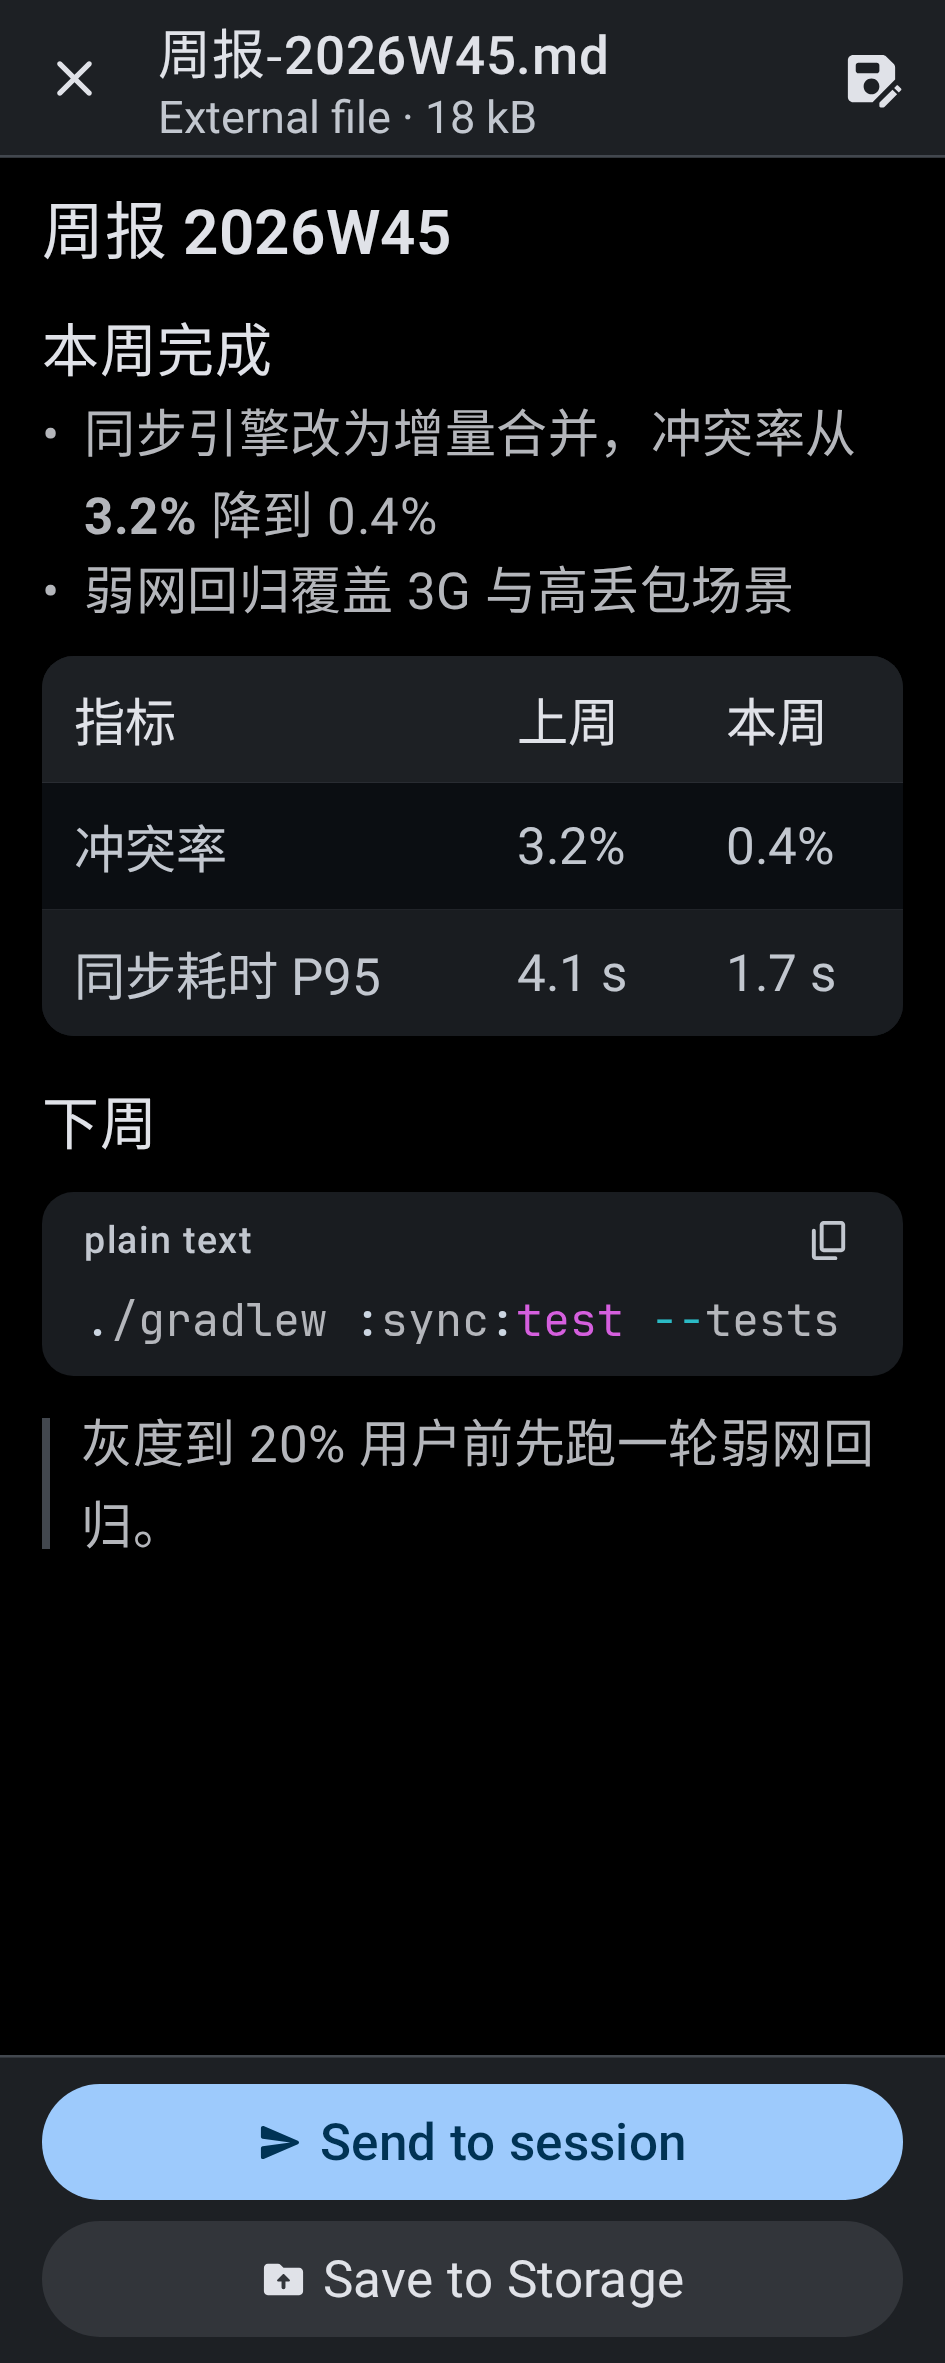 周报-2026W45.md
External file · 18 kB
周报 2026W45
本周完成
• 同步引擎改为增量合并，冲突率从
3.2% 降到 0.4%
• 弱网回归覆盖 3G 与高丢包场景
指标 上周 本周
冲突率 3.2% 0.4%
同步耗时 P95 4.1 s 1.7 s
下周
plain text
./gradlew :sync:test --tests
灰度到 20% 用户前先跑一轮弱网回
归。
Send to session
Save to Storage